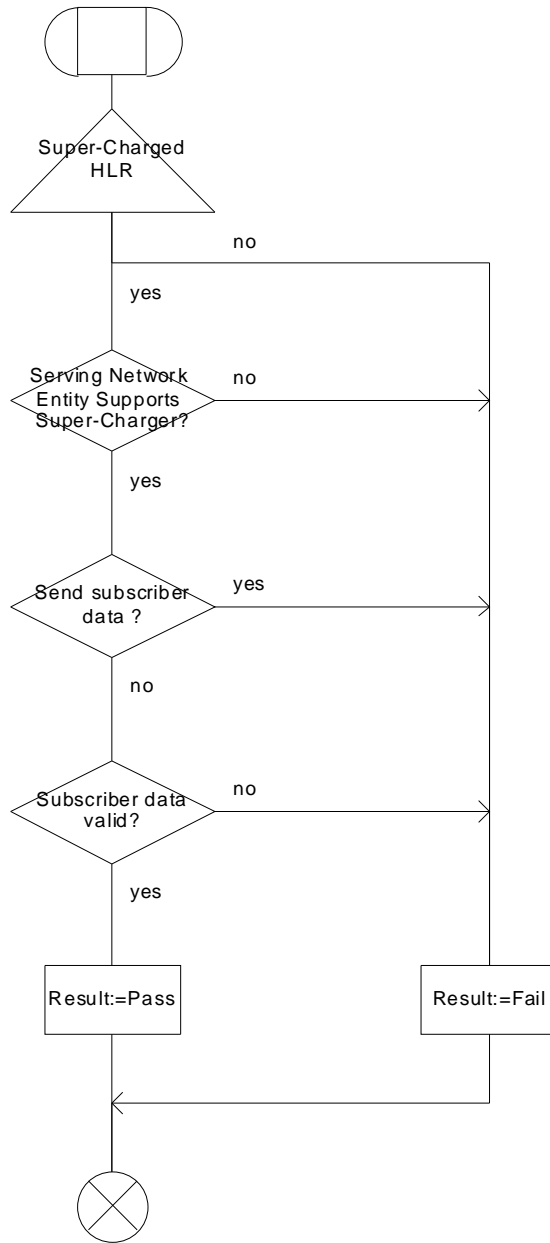 Super-Charged
HLR
no
yes
Serving Network
Entity Supports
Super-Charger?
no
yes
Send subscriber
data ?
yes
no
Subscriber data
valid?
no
yes
Result:=Pass
Result:=Fail